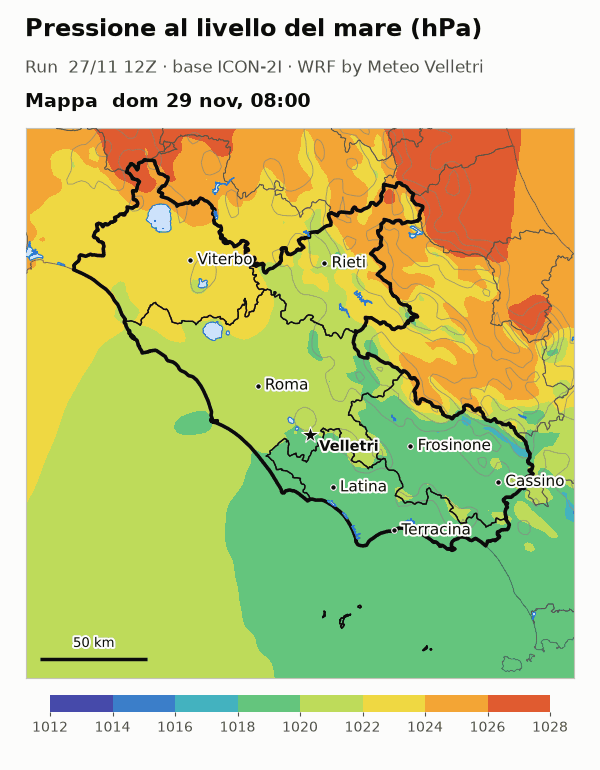 Pressione al livello del mare (hPa)
Run 27/11 12Z · base ICON-2I · WRF by Meteo Velletri
Mappa dom 29 nov, 08:00
Viterbo
Rieti
Roma
Velletri
Frosinone
Cassino
Latina
Terracina
50 km
1012 1014 1016 1018 1020 1022 1024 1026 1028